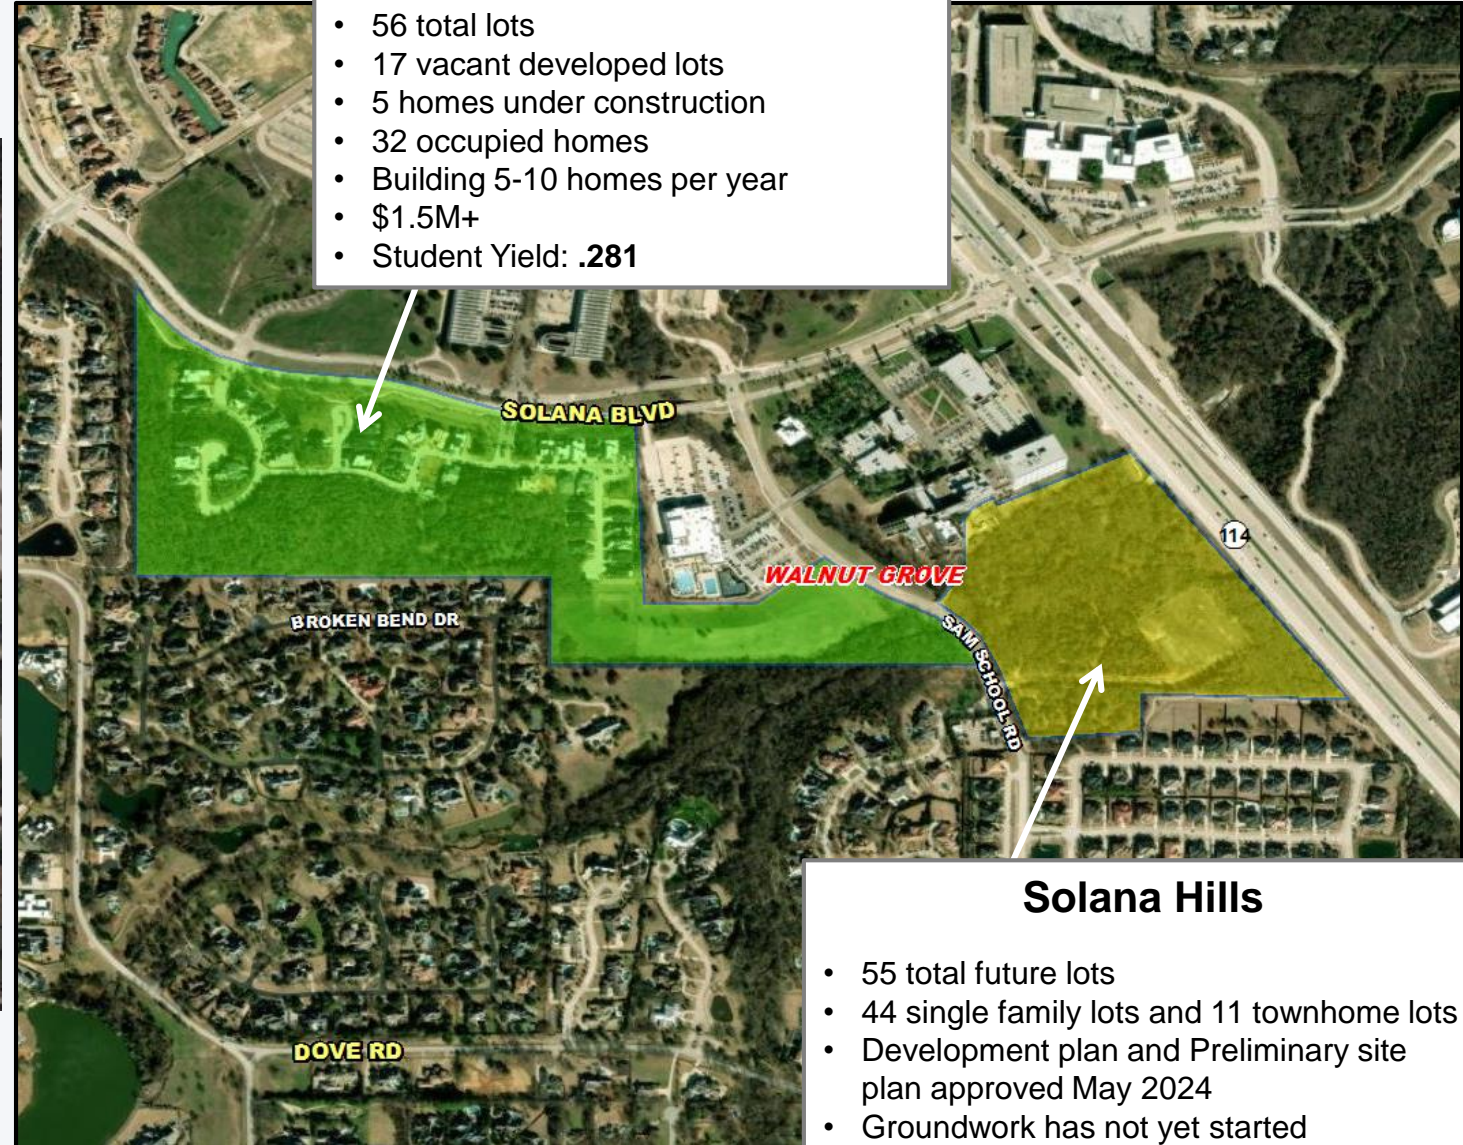 • 56 total lots
• 17 vacant developed lots
• 5 homes under construction
• 32 occupied homes
• Building 5-10 homes per year
• $1.5M+
• Student Yield: .281
SOLANA BLVD
114
WALNUT GROVE
BROKEN BEND DR
SAM SCHOOL RD
Solana Hills
• 55 total future lots
• 44 single family lots and 11 townhome lots
• Development plan and Preliminary site
plan approved May 2024
• Groundwork has not yet started
DOVE RD